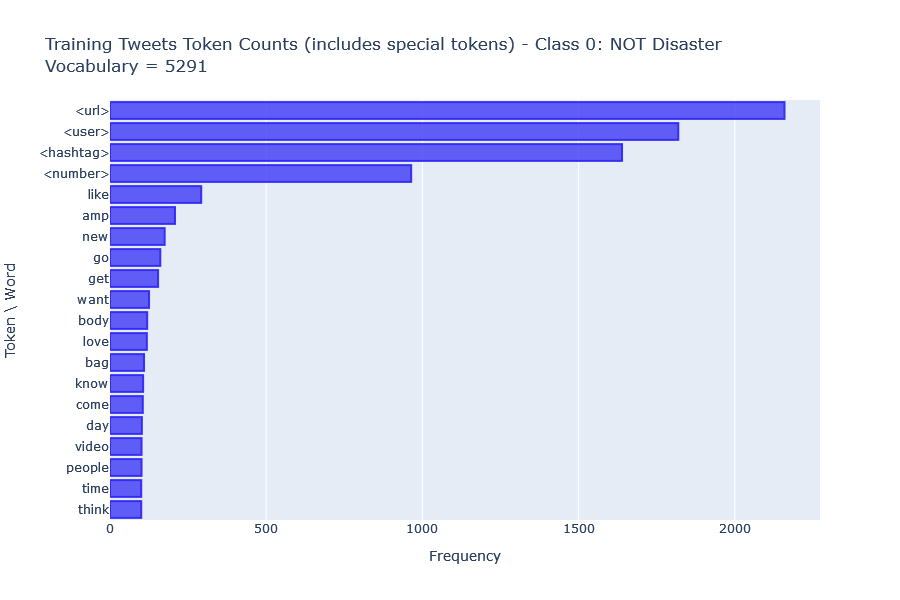 Training Tweets Token Counts (includes special tokens) - Class 0: NOT Disaster
Vocabulary = 5291
Token \ Word
<url>
<user>
<hashtag>
<number>
like
amp
new
go
get
want
body
love
bag
know
come
day
video
people
time
think
0 500 1000 1500 2000
Frequency